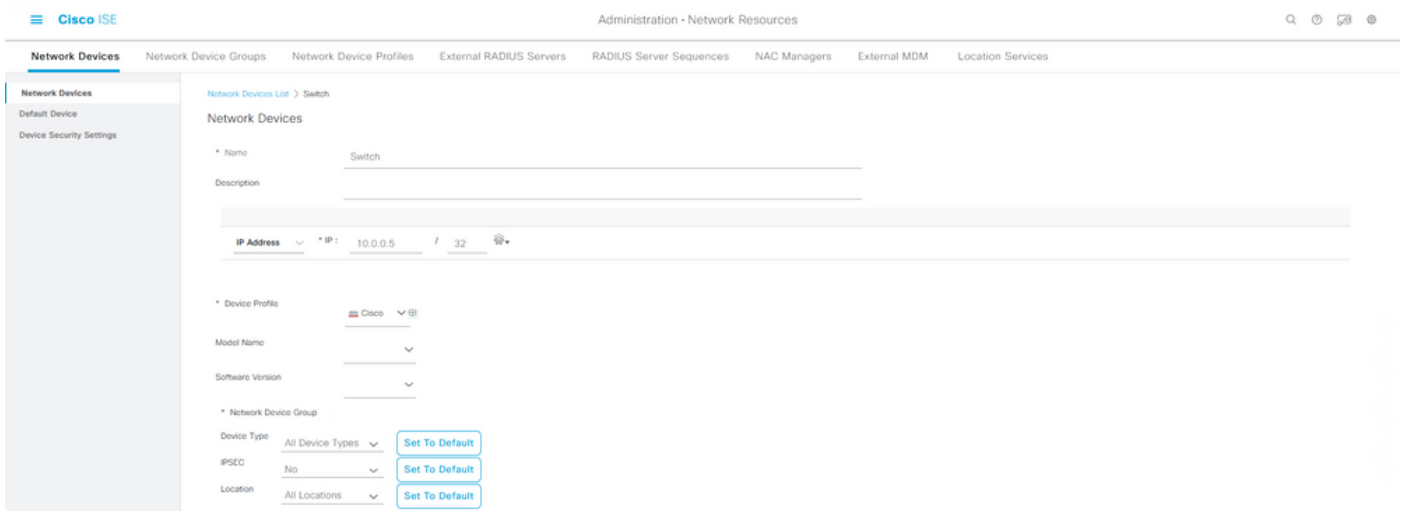 Cisco ISE
Administration - Network Resources
Network Devices Network Device Groups Network Device Profiles External RADIUS Servers RADIUS Server Sequences NAC Managers External MDM Location Services
Network Devices
Default Device
Device Security Settings
Network Devices List > Switch
Network Devices
* Name Switch
Description
IP Address * IP : 10.0.0.5 / 32
* Device Profile Cisco
Model Name
Software Version
* Network Device Group
Device Type All Device Types Set To Default
IPSEC No Set To Default
Location All Locations Set To Default